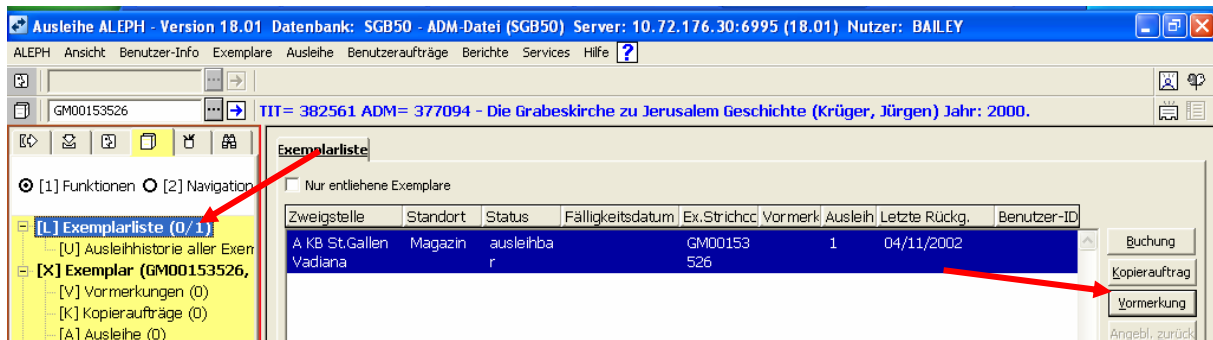 Ausleihe ALEPH - Version 18.01 Datenbank: SGB50 - ADM-Datei (SGB50) Server: 10.72.176.30:6995 (18.01) Nutzer: BAILEY
ALEPH Ansicht Benutzer-Info Exemplare Ausleihe Benutzeraufträge Berichte Services Hilfe ?
GM00153526 TIT= 382561 ADM= 377094 - Die Grabeskirche zu Jerusalem Geschichte (Krüger, Jürgen) Jahr: 2000.
Exemplarliste
[1] Funktionen [2] Navigation
Nur entliehene Exemplare
[L] Exemplarliste (0/1)
[U] Ausleihhistorie aller Exem
[X] Exemplar (GM00153526,
[V] Vormerkungen (0)
[K] Kopieraufträge (0)
[A] Ausleihe (0)
Zweigstelle Standort Status Fälligkeitsdatum Ex.Strichcc Vormerk Ausleih Letzte Rückg. Benutzer-ID
A KB St.Gallen Magazin ausleihba GM00153 1 04/11/2002
Vadiana r 526
Buchung
Kopierauftrag
Vormerkung
Angebl. zurück